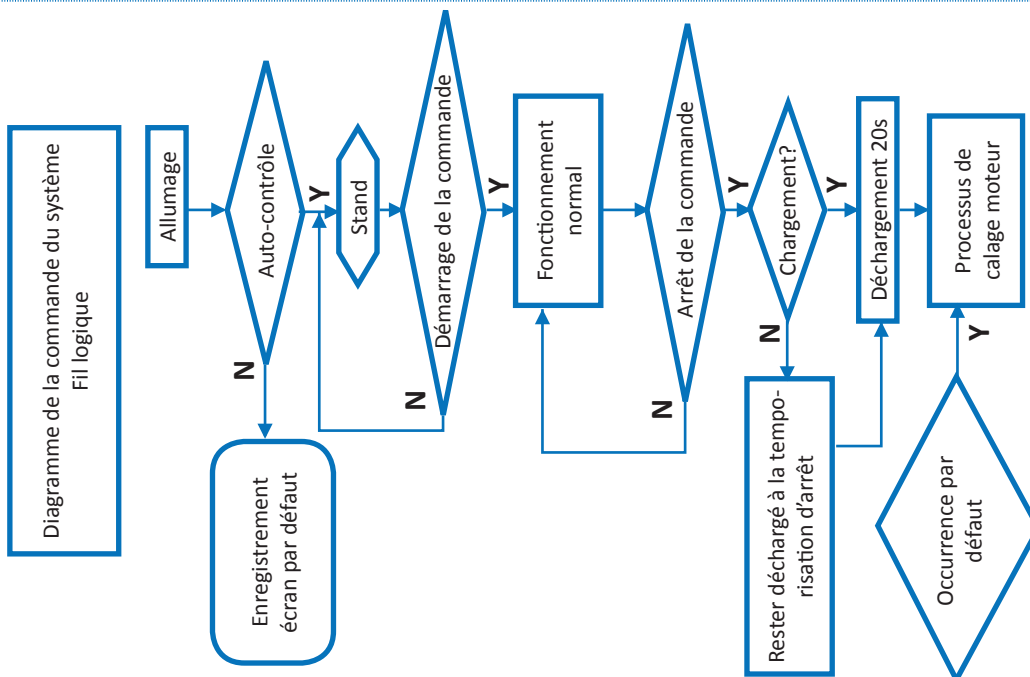 Diagramme de la commande du système
Fil logique
Allumage
Auto-contrôle
N
Y
Enregistrement
écran par défaut
Stand
Démarrage de la commande
N
Y
Fonctionnement
normal
Arrêt de la commande
N
Y
Chargement?
N
Y
Rester déchargé à la tempo-
risation d'arrêt
Déchargement 20s
Occurrence par
défaut
Y
Processus de
calage moteur